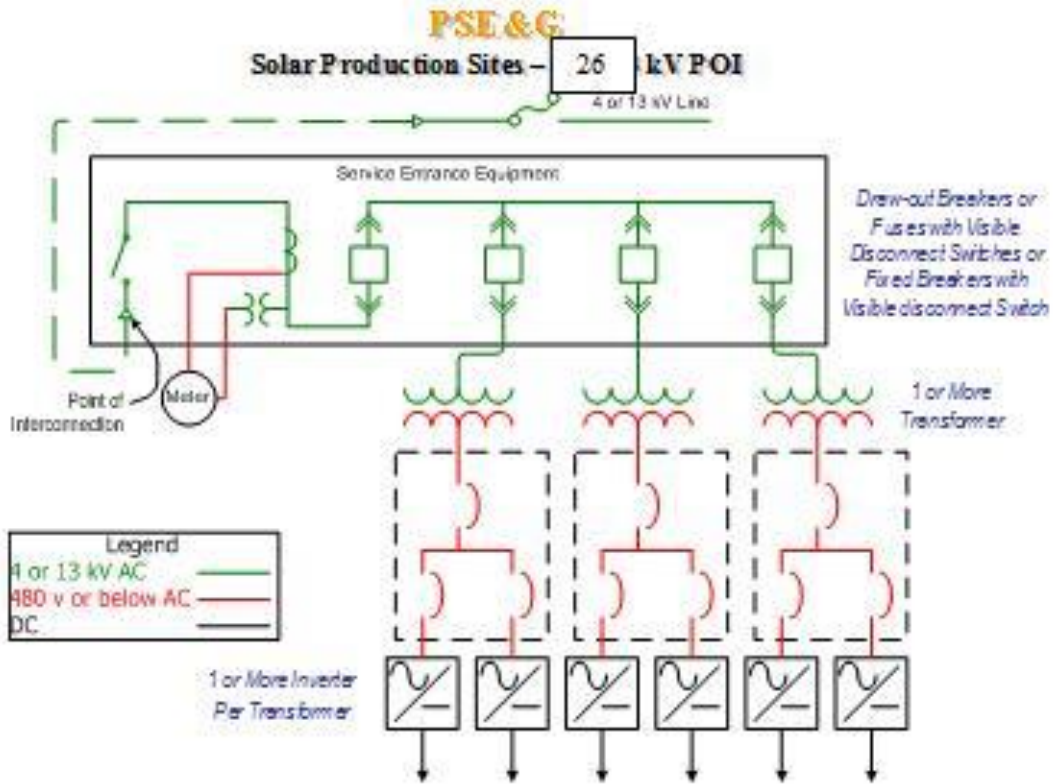 PSE&G
Solar Production Sites – 26 kV POI
4 or 13 kV Line
Service Entrance Equipment
Draw-out Breakers or
Fuses with Visible
Disconnect Switches or
Fixed Breakers with
Visible disconnect Switch
Point of
Interconnection
Meter
1 or More
Transformer
Legend
4 or 13 kV AC
480 v or below AC
DC
1 or More Inverter
Per Transformer